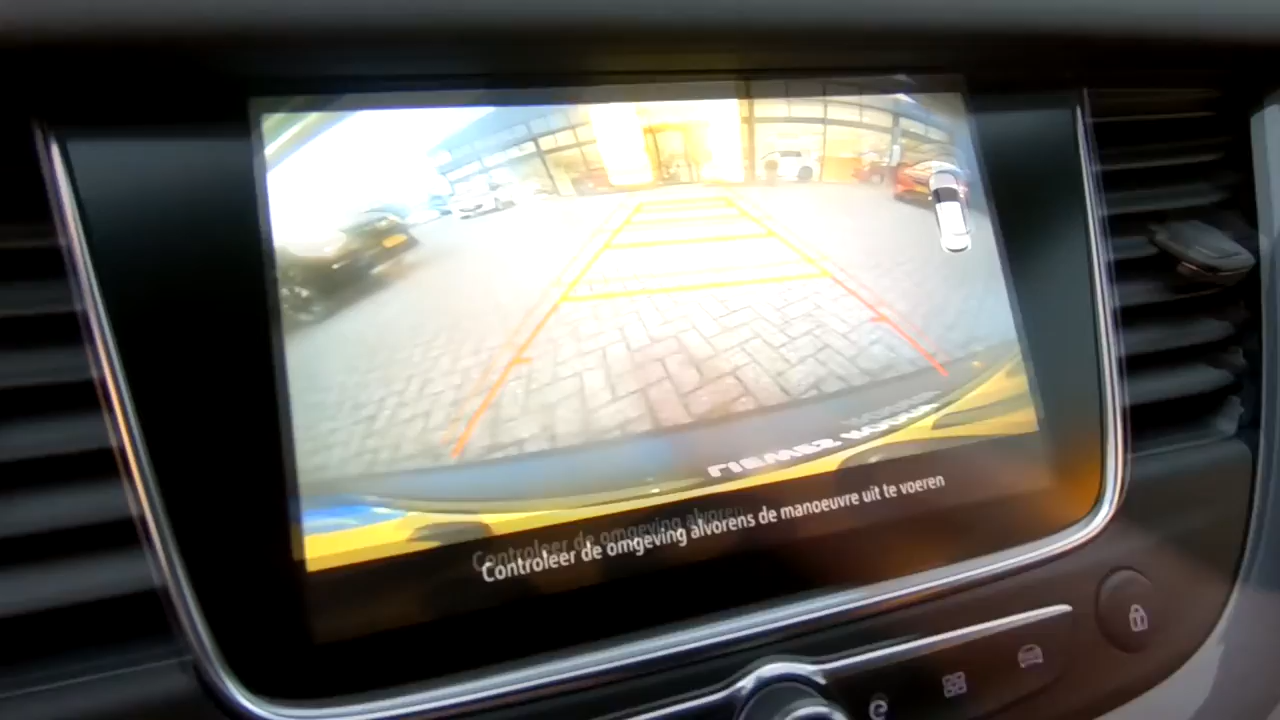 Controleer de omgeving alvorens de manoeuvre uit te voeren